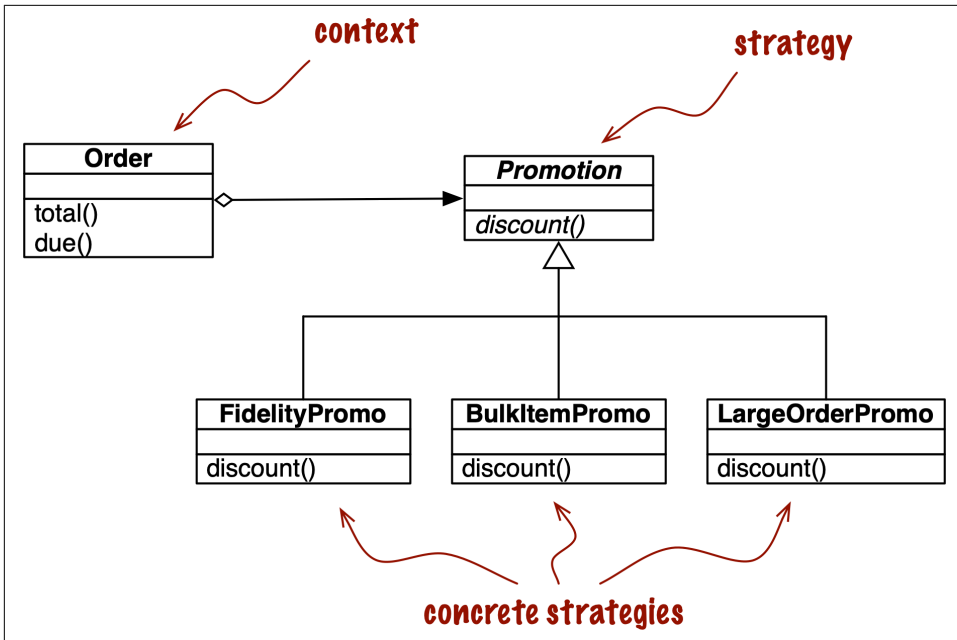 context
strategy
Order
total()
due()
Promotion
discount()
FidelityPromo
discount()
BulkItemPromo
discount()
LargeOrderPromo
discount()
concrete strategies